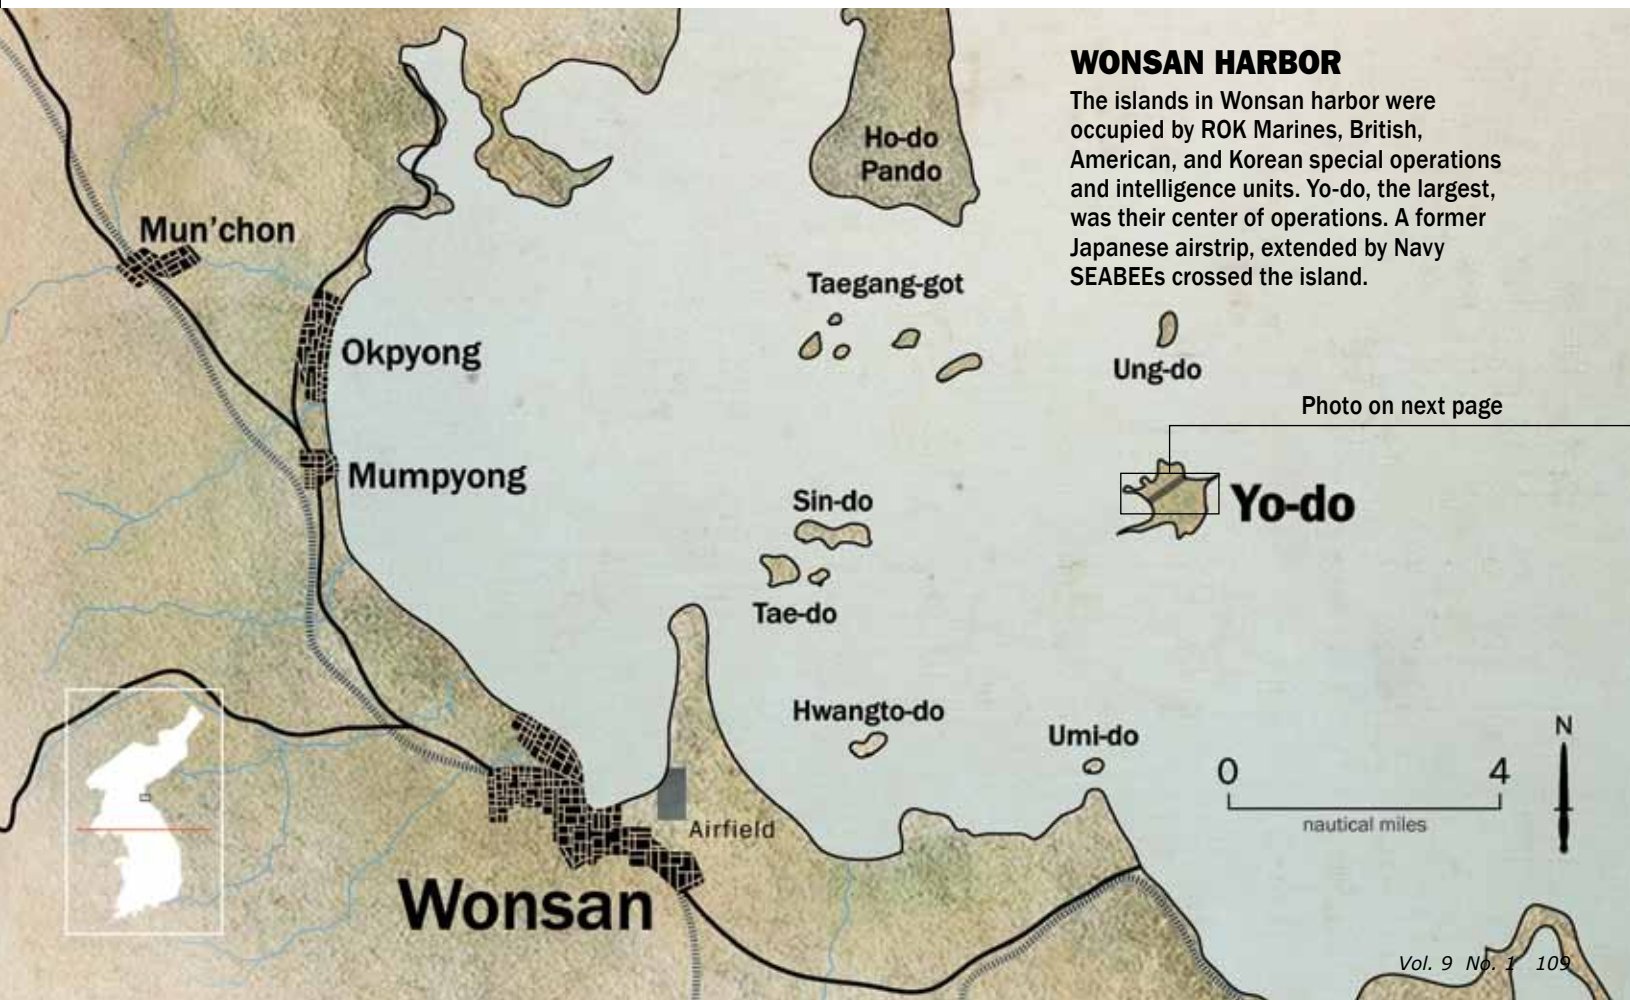 WONSAN HARBOR
The islands in Wonsan harbor were
occupied by ROK Marines, British,
American, and Korean special operations
and intelligence units. Yo-do, the largest,
was their center of operations. A former
Japanese airstrip, extended by Navy
SEABEEs crossed the island.
Ho-do
Pando
Mun'chon
Taegang-got
Okpyong
Ung-do
Photo on next page
Mumpyong
Sin-do
Yo-do
Tae-do
Hwangto-do
Umi-do
N
0 4
nautical miles
Airfield
Wonsan
Vol. 9 No. 1 109